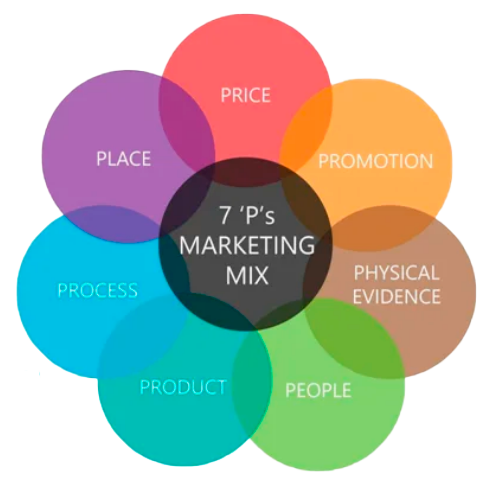 PRICE
PLACE
PROMOTION
7 ‘P’s
MARKETING
MIX
PROCESS
PHYSICAL
EVIDENCE
PRODUCT
PEOPLE